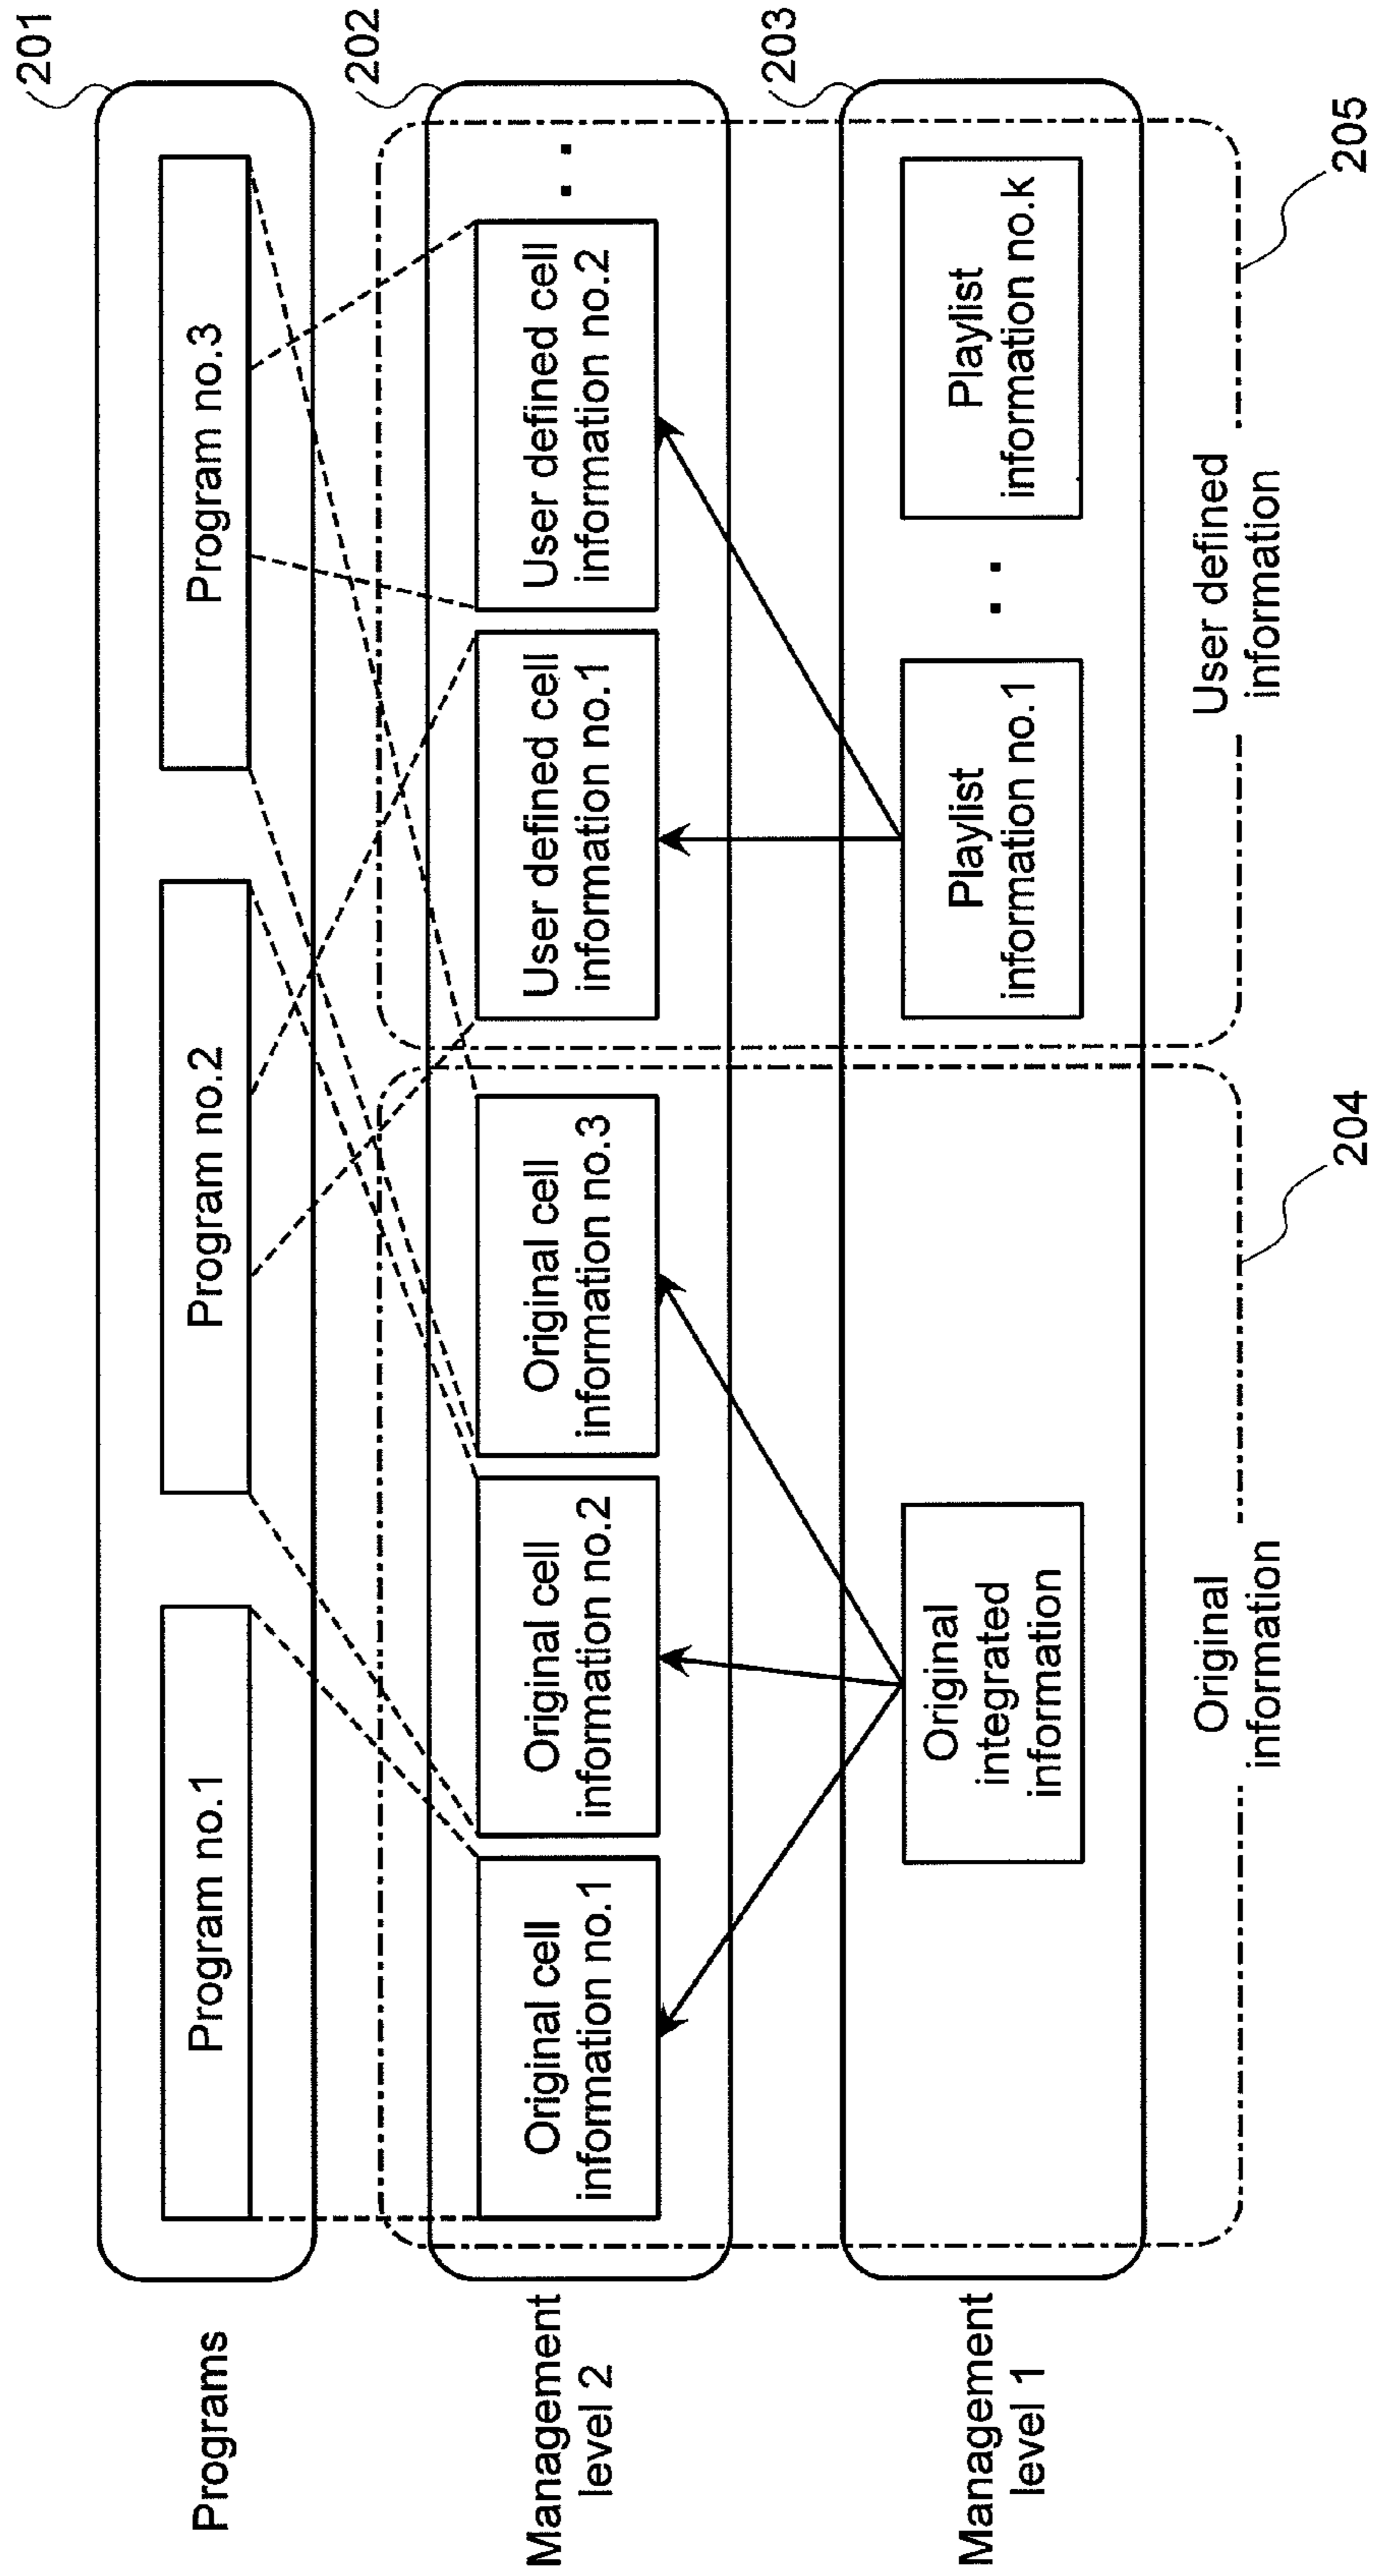 201
Programs
Program no.1
Program no.2
Program no.3
202
Management
level 2
Original cell
information no.1
Original cell
information no.2
Original cell
information no.3
User defined cell
information no.1
User defined cell
information no.2
203
Management
level 1
Original
integrated
information
Playlist
information no.1
Playlist
information no.k
Original
information
204
User defined
information
205